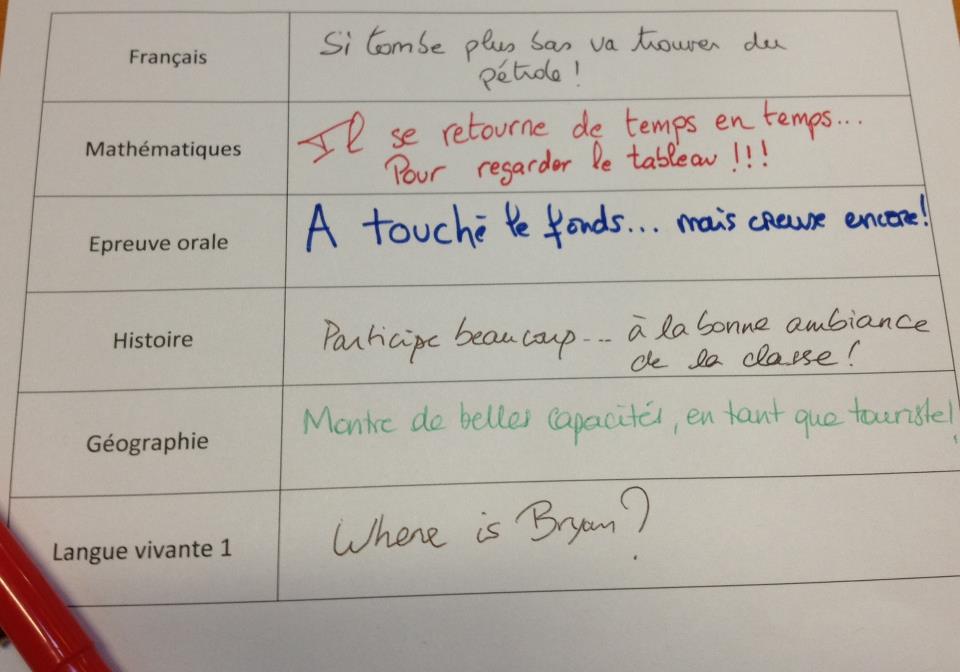 Français
Si tombe plus bas va trouver du
pétrole !
Mathématiques
Il se retourne de temps en temps...
Pour regarder le tableau !!!
Epreuve orale
A touché le fonds... mais creuse encore!
Histoire
Participe beaucoup... à la bonne ambiance
de la classe !
Géographie
Montre de belles capacités, en tant que touriste!
Langue vivante 1
Where is Bryan ?